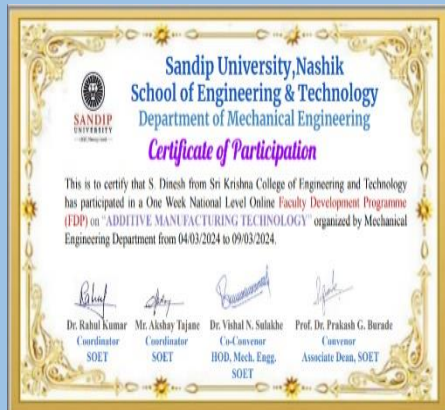 Sandip University,Nashik
School of Engineering & Technology
Department of Mechanical Engineering
SANDIP
UNIVERSITY
Certificate of Participation
This is to certify that S. Dinesh from Sri Krishna College of Engineering and Technology
has participated in a One Week National Level Online Faculty Development Programme
(FDP) on "ADDITIVE MANUFACTURING TECHNOLOGY" organized by Mechanical
Engineering Department from 04/03/2024 to 09/03/2024.
Dr. Rahul Kumar
Coordinator
SOET
Mr. Akshay Tajane
Coordinator
SOET
Dr. Vishal N. Sulakhe
Co-Convenor
HOD, Mech. Engg.
SOET
Prof. Dr. Prakash G. Burade
Convenor
Associate Dean, SOET